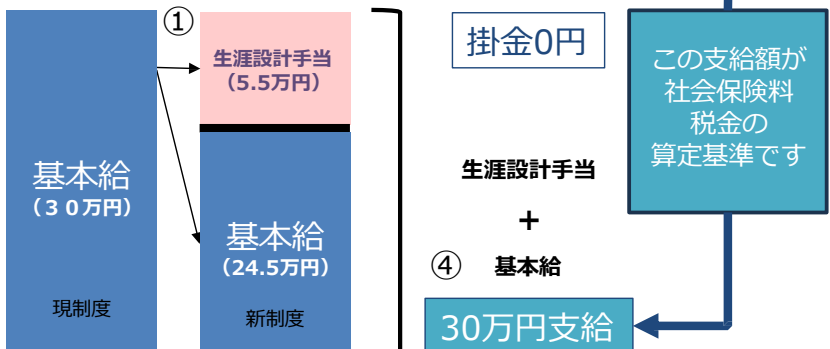 ①
生涯設計手当
（5.5万円）
基本給
（３０万円）
現制度
基本給
（24.5万円）
新制度
掛金0円
生涯設計手当
+
④ 基本給
30万円支給
この支給額が
社会保険料
税金の
算定基準です